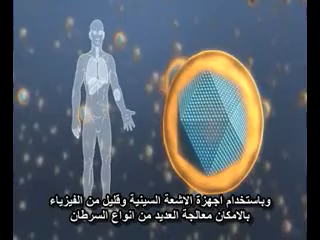 وباستخدام اجهزة الاشعة السينية وقليل من الفيزياء
بالامكان معالجة العديد من انواع السرطان